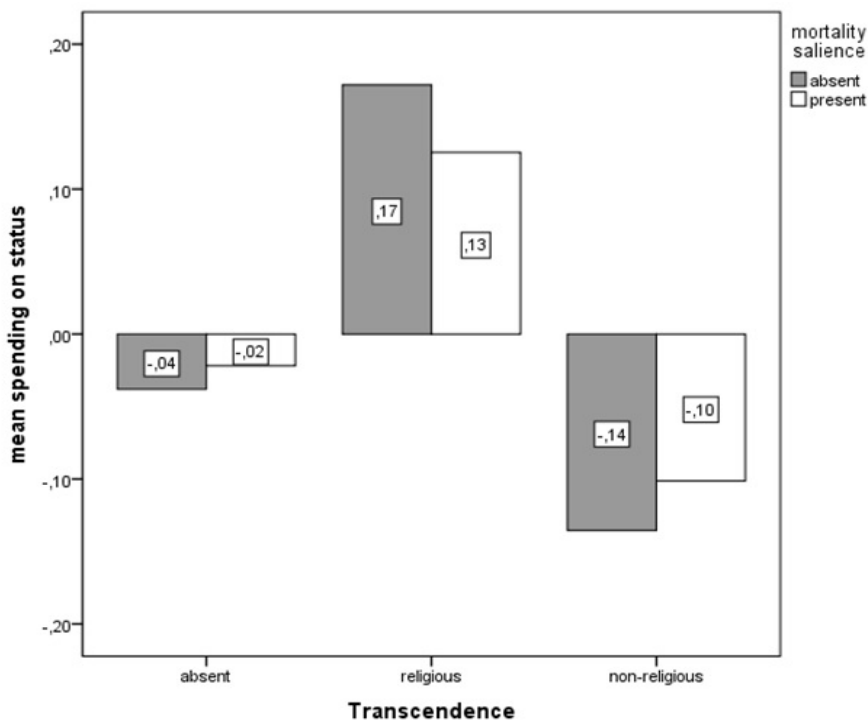 mortality
salience
absent
present
,20
,10
,00
-,10
-,20
mean spending on status
,17
,13
-,04
-,02
-,14
-,10
absent
religious
non-religious
Transcendence